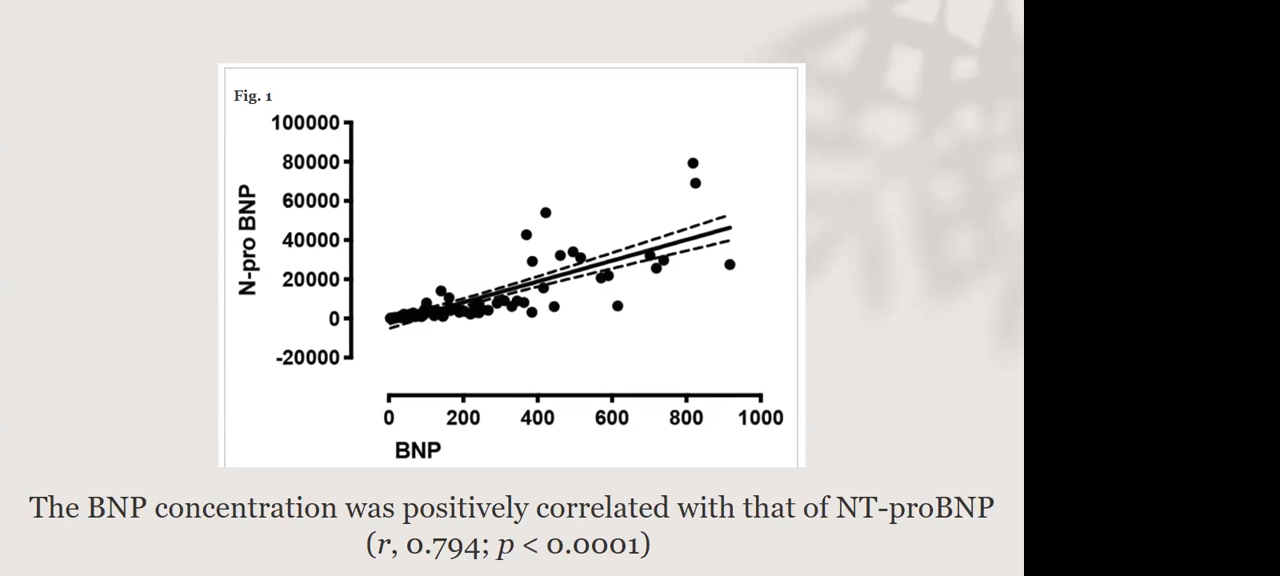 Fig. 1
100000
80000
60000
40000
20000
0
-20000
N-pro BNP
0 200 400 600 800 1000
BNP
The BNP concentration was positively correlated with that of NT-proBNP
(r, 0.794; p < 0.0001)